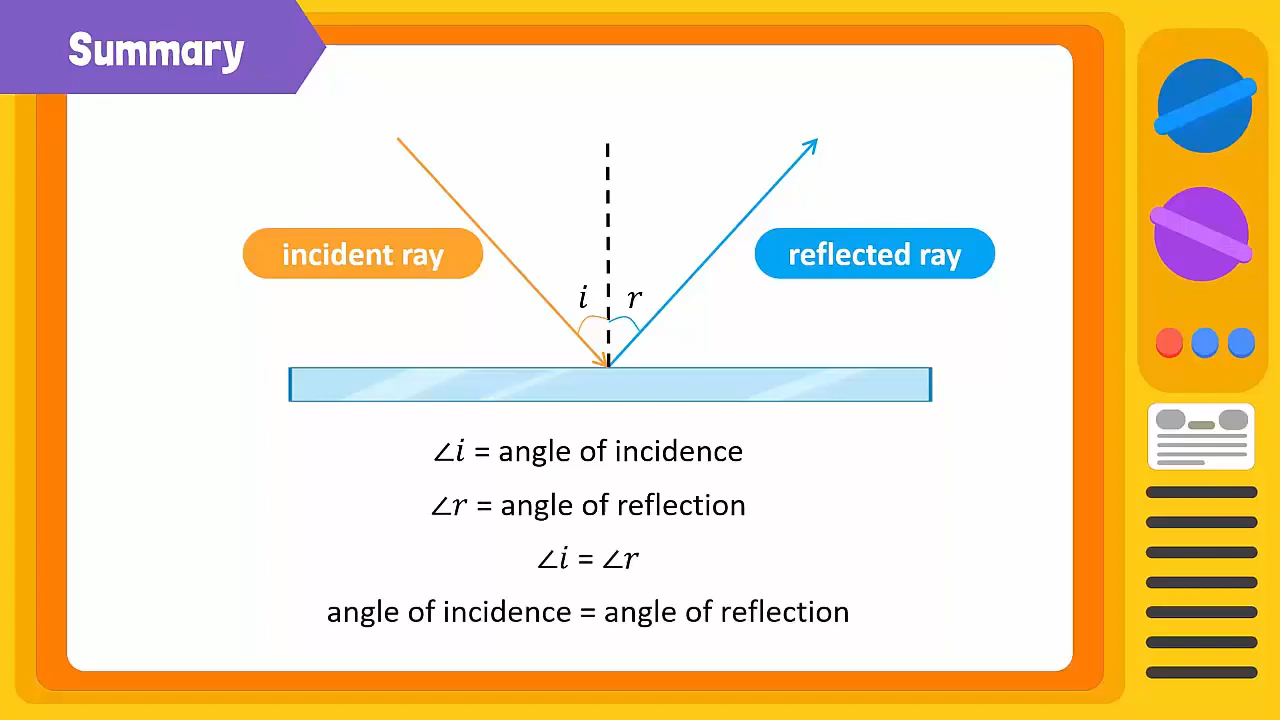 Summary
incident ray
reflected ray
i
r
∠i = angle of incidence
∠r = angle of reflection
∠i = ∠r
angle of incidence = angle of reflection